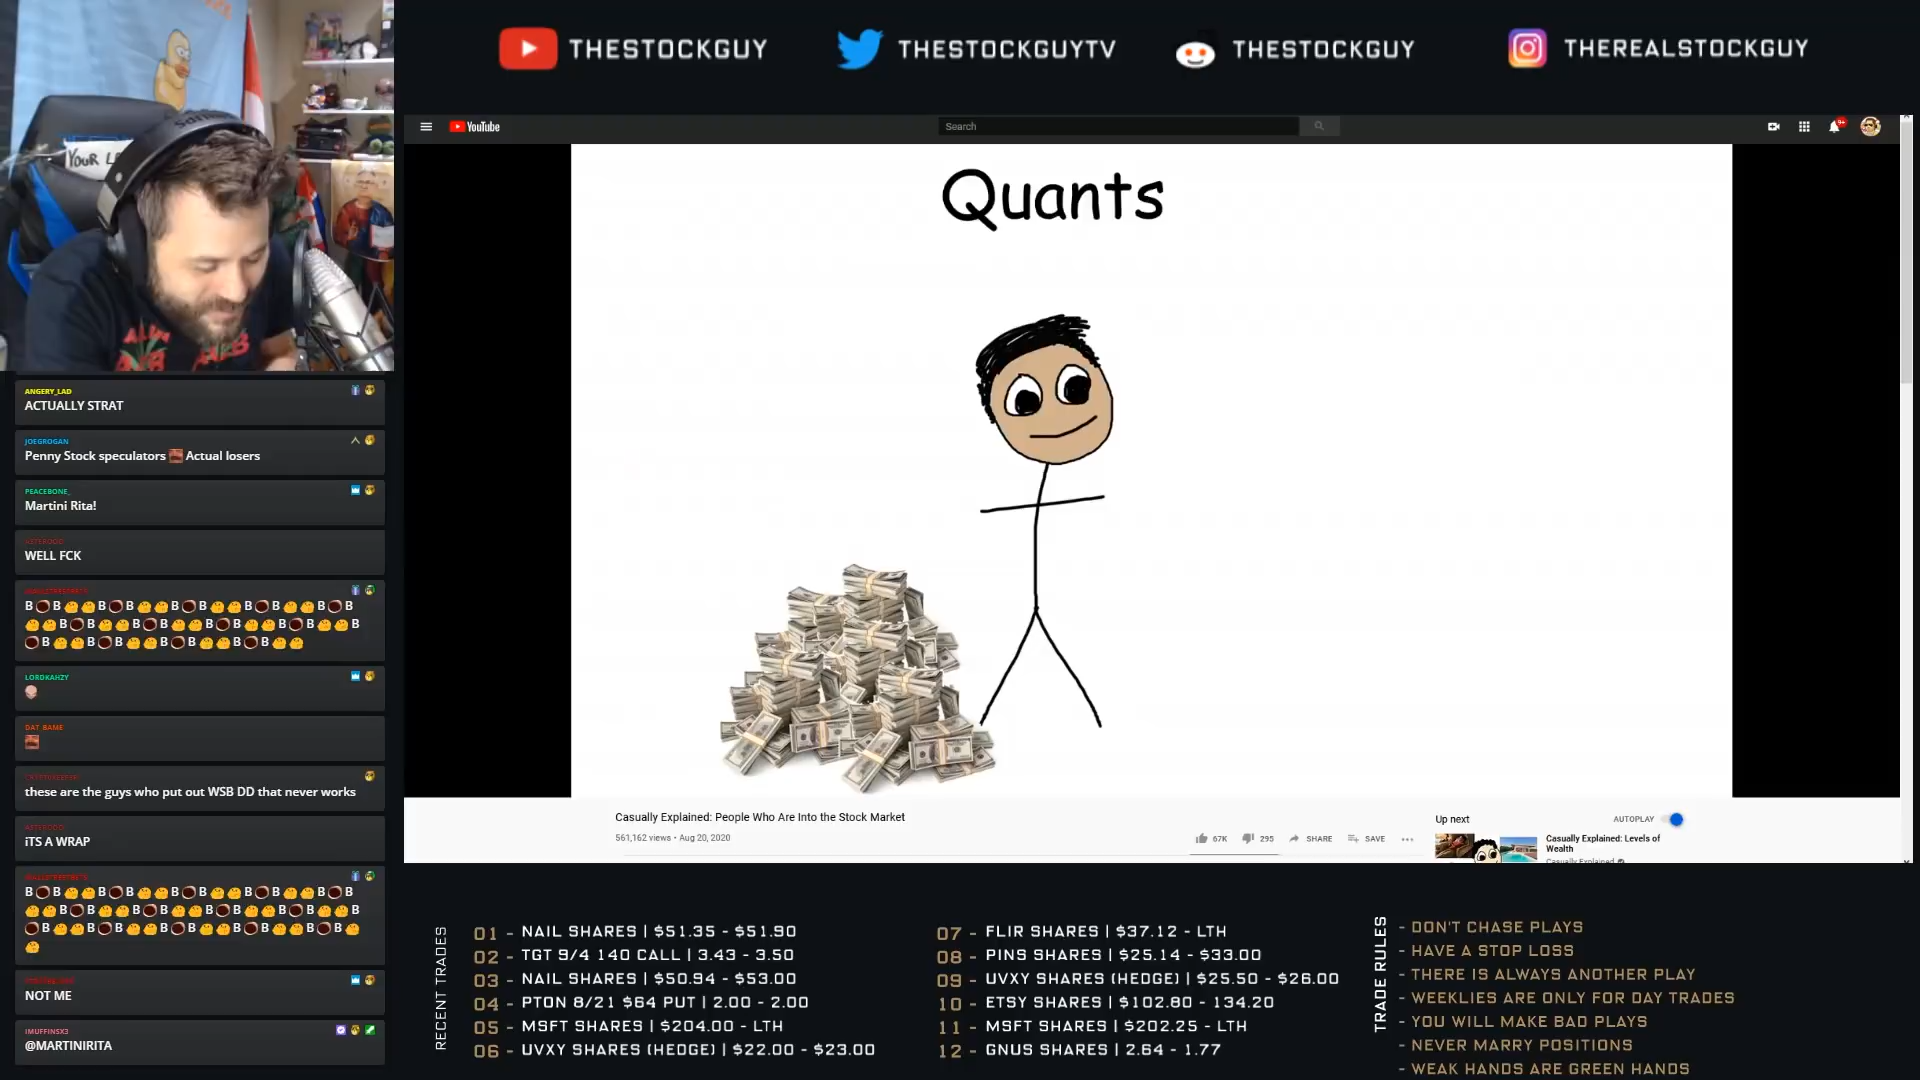 THESTOCKGUY
THESTOCKGUYTV
THESTOCKGUY
THEREALSTOCKGUY
YOUR
YouTube
Search
9+
Quants
ANGERY_LAD
ACTUALLY STRAT
JOEGROGAN
Penny Stock speculators Actual losers
PEACEBONE_
Martini Rita!
WELL FCK
B B 🤔🤔 B B 🤔🤔 B B 🤔🤔 B B 🤔🤔 B
🤔🤔 B B 🤔🤔 B B 🤔🤔 B B 🤔🤔 B
B 🤔🤔 B B 🤔🤔 B B 🤔🤔
LORDKAHZY
DAT_BAME
these are the guys who put out WSB DD that never works
iTS A WRAP
B B 🤔🤔 B B 🤔🤔 B B 🤔🤔 B B 🤔🤔 B
🤔🤔 B B 🤔🤔 B B 🤔🤔 B B 🤔🤔 B
B 🤔🤔 B B 🤔🤔 B B 🤔🤔 B B 🤔
🤔
NOT ME
IMUFFINSX3
@MARTINIRITA
Casually Explained: People Who Are Into the Stock Market
561,162 views • Aug 20, 2020
67K
295
SHARE
SAVE
Up next
AUTOPLAY
Casually Explained: Levels of
Wealth
Casually Explained
RECENT TRADES
01 - NAIL SHARES | $51.35 - $51.90
02 - TGT 9/4 140 CALL | 3.43 - 3.50
03 - NAIL SHARES | $50.94 - $53.00
04 - PTON 8/21 $64 PUT | 2.00 - 2.00
05 - MSFT SHARES | $204.00 - LTH
06 - UVXY SHARES (HEDGE) | $22.00 - $23.00
07 - FLIR SHARES | $37.12 - LTH
08 - PINS SHARES | $25.14 - $33.00
09 - UVXY SHARES (HEDGE) | $25.50 - $26.00
10 - ETSY SHARES | $102.80 - 134.20
11 - MSFT SHARES | $202.25 - LTH
12 - GNUS SHARES | 2.64 - 1.77
TRADE RULES
- DON'T CHASE PLAYS
- HAVE A STOP LOSS
- THERE IS ALWAYS ANOTHER PLAY
- WEEKLIES ARE ONLY FOR DAY TRADES
- YOU WILL MAKE BAD PLAYS
- NEVER MARRY POSITIONS
- WEAK HANDS ARE GREEN HANDS